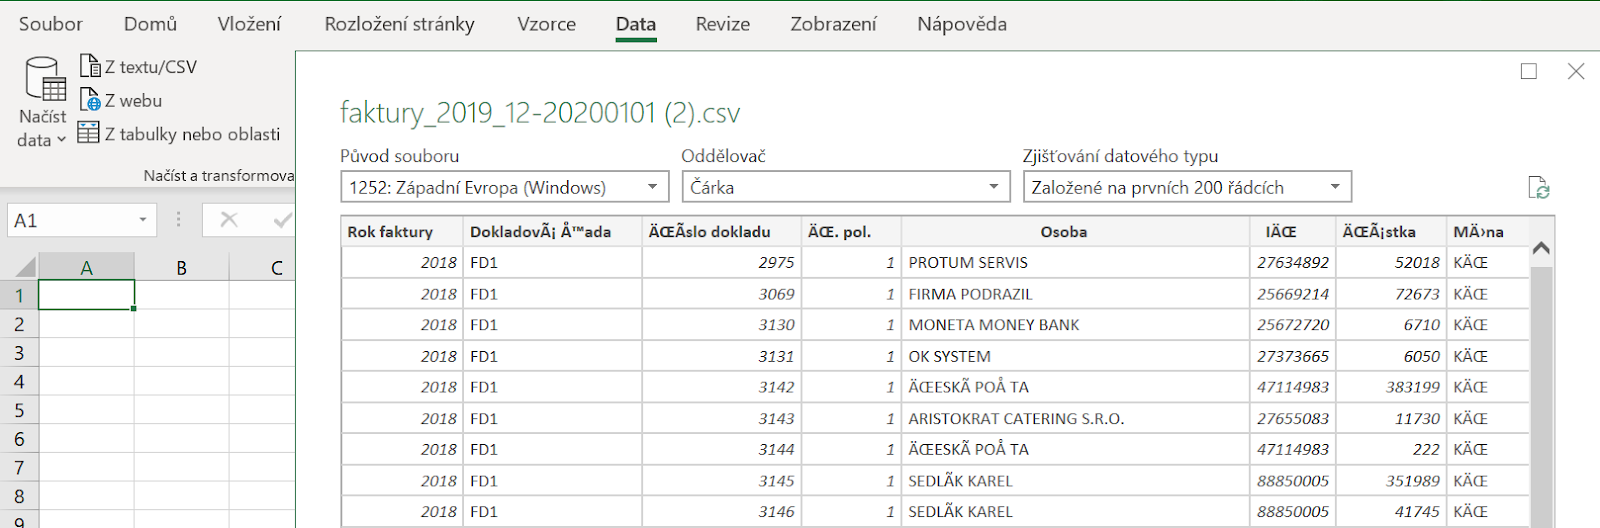 Soubor Domů Vložení Rozložení stránky Vzorce Data Revize Zobrazení Nápověda
Z textu/CSV
Z webu
Načíst data
Z tabulky nebo oblasti
Načíst a transformova
A1
A B C
1
2
3
4
5
6
7
8
9
faktury_2019_12-20200101 (2).csv
Původ souboru Oddělovač Zjišťování datového typu
1252: Západní Evropa (Windows) Čárka Založené na prvních 200 řádcích
Rok faktury DokladovÃ¡ Å™ada ÄŒÃslo dokladu ÄŒ. pol. Osoba IÄŒ ÄŒÃ¡stka MÄ›na
2018 FD1 2975 1 PROTUM SERVIS 27634892 52018 KÄŒ
2018 FD1 3069 1 FIRMA PODRAZIL 25669214 72673 KÄŒ
2018 FD1 3130 1 MONETA MONEY BANK 25672720 6710 KÄŒ
2018 FD1 3131 1 OK SYSTEM 27373665 6050 KÄŒ
2018 FD1 3142 1 ÄŒESKÃ POÅ TA 47114983 383199 KÄŒ
2018 FD1 3143 1 ARISTOKRAT CATERING S.R.O. 27655083 11730 KÄŒ
2018 FD1 3144 1 ÄŒESKÃ POÅ TA 47114983 222 KÄŒ
2018 FD1 3145 1 SEDLÃK KAREL 88850005 351989 KÄŒ
2018 FD1 3146 1 SEDLÃK KAREL 88850005 41745 KÄŒ